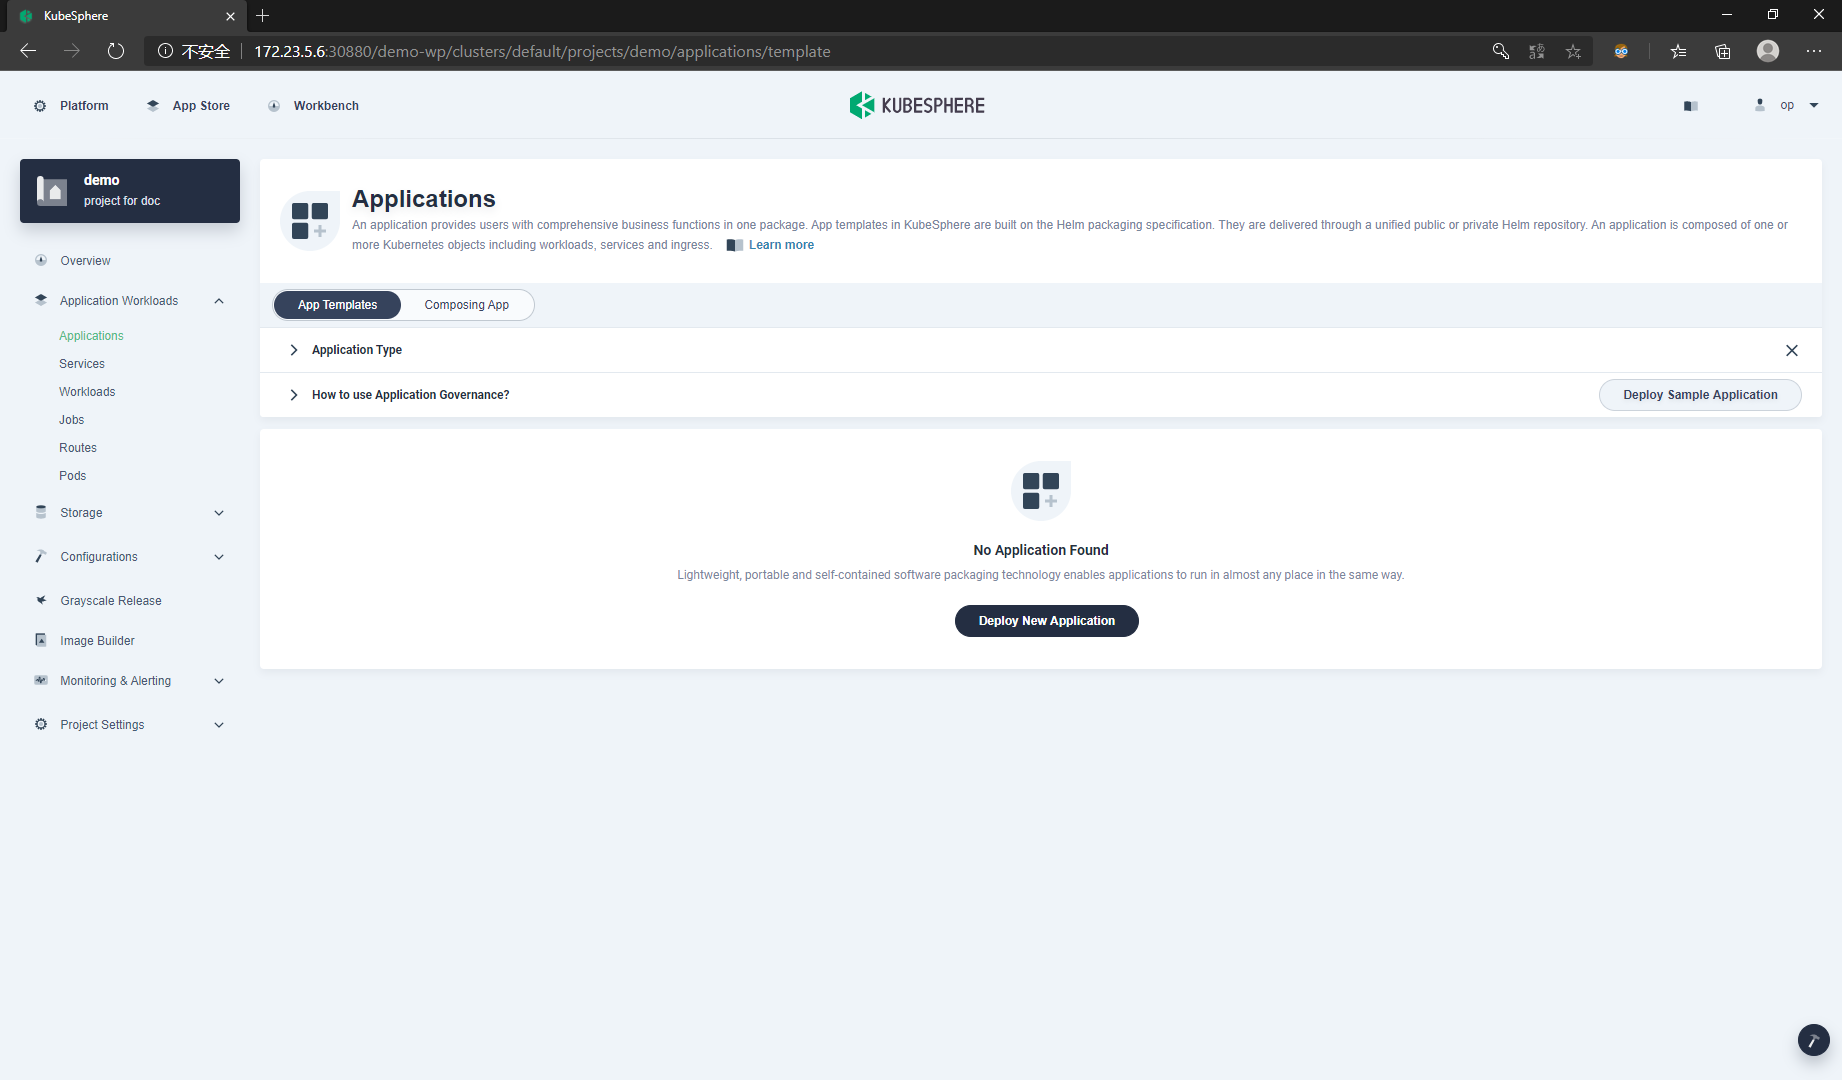 KubeSphere
不安全
172.23.5.6:30880/demo-wp/clusters/default/projects/demo/applications/template
Platform
App Store
Workbench
KUBESPHERE
op
demo
project for doc
Overview
Application Workloads
Applications
Services
Workloads
Jobs
Routes
Pods
Storage
Configurations
Grayscale Release
Image Builder
Monitoring & Alerting
Project Settings
Applications
An application provides users with comprehensive business functions in one package. App templates in KubeSphere are built on the Helm packaging specification. They are delivered through a unified public or private Helm repository. An application is composed of one or
more Kubernetes objects including workloads, services and ingress. Learn more
App Templates
Composing App
Application Type
How to use Application Governance?
Deploy Sample Application
No Application Found
Lightweight, portable and self-contained software packaging technology enables applications to run in almost any place in the same way.
Deploy New Application